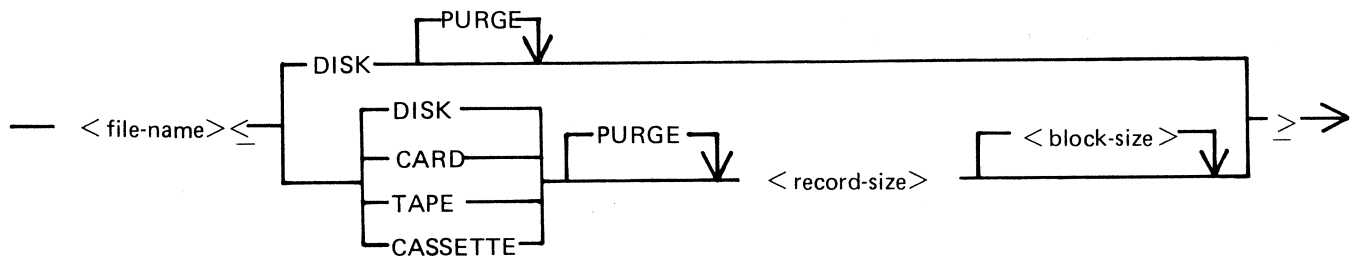 PURGE
DISK
<file-name> ≤
DISK
PURGE
<block-size>
≥
CARD
<record-size>
TAPE
CASSETTE